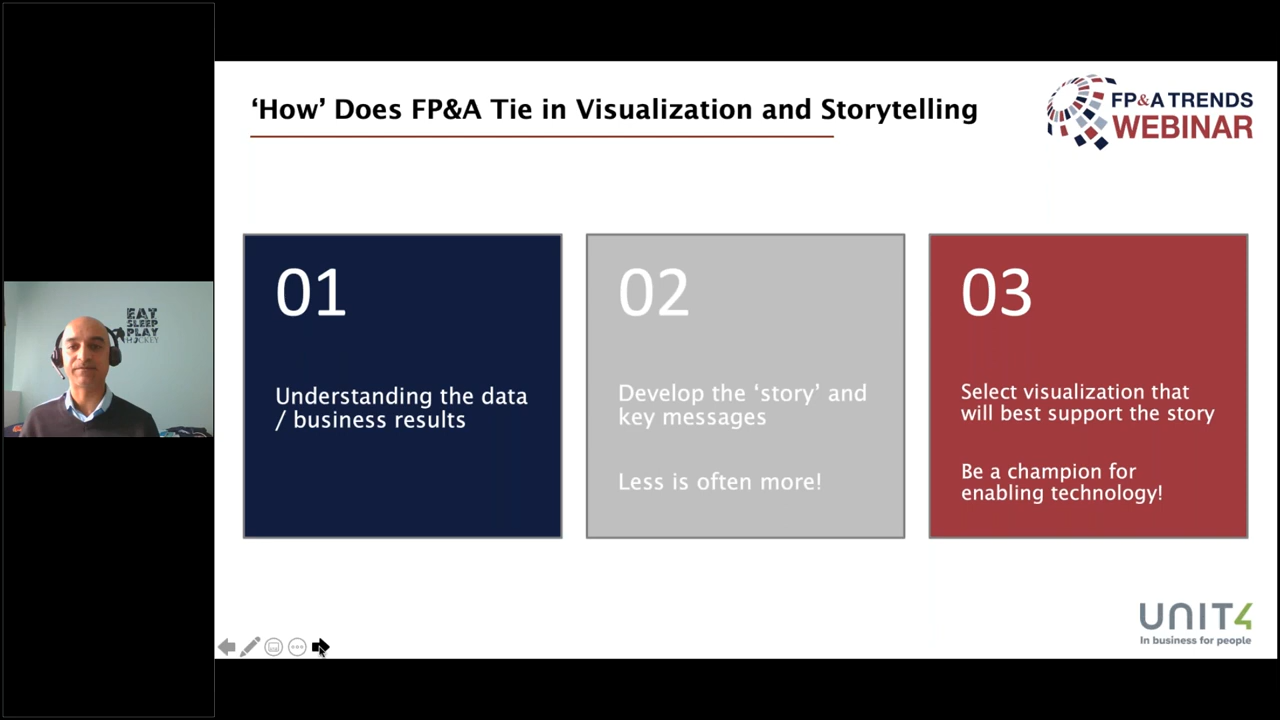 ‘How’ Does FP&A Tie in Visualization and Storytelling
FP&A TRENDS
WEBINAR
01
Understanding the data
/ business results
02
Develop the ‘story’ and
key messages
Less is often more!
03
Select visualization that
will best support the story
Be a champion for
enabling technology!
EAT
SLEEP
PLAY
HOCKEY
UNIT4
In business for people